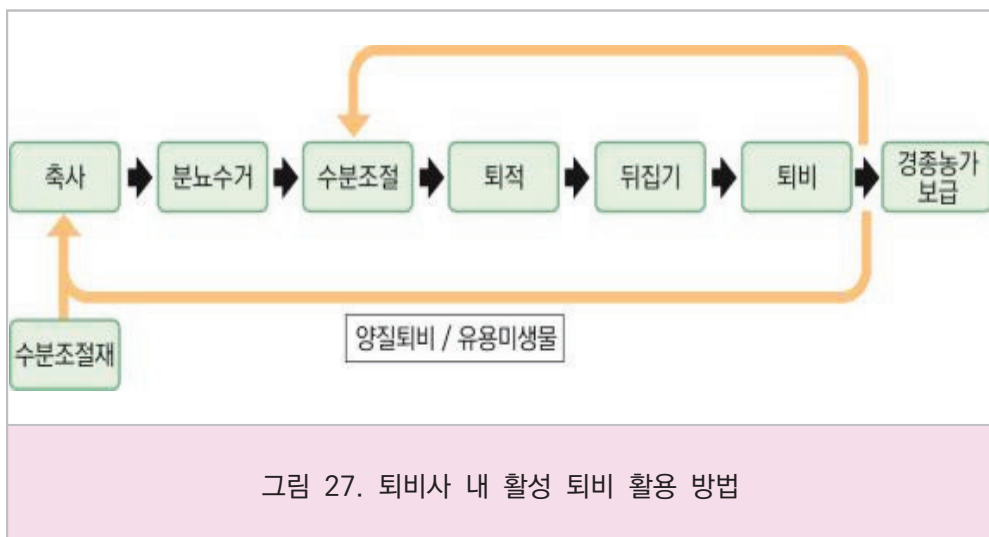 축사
분뇨수거
수분조절
퇴적
뒤집기
퇴비
경종농가
보급
수분조절재
양질퇴비 / 유용미생물
그림 27. 퇴비사 내 활성 퇴비 활용 방법